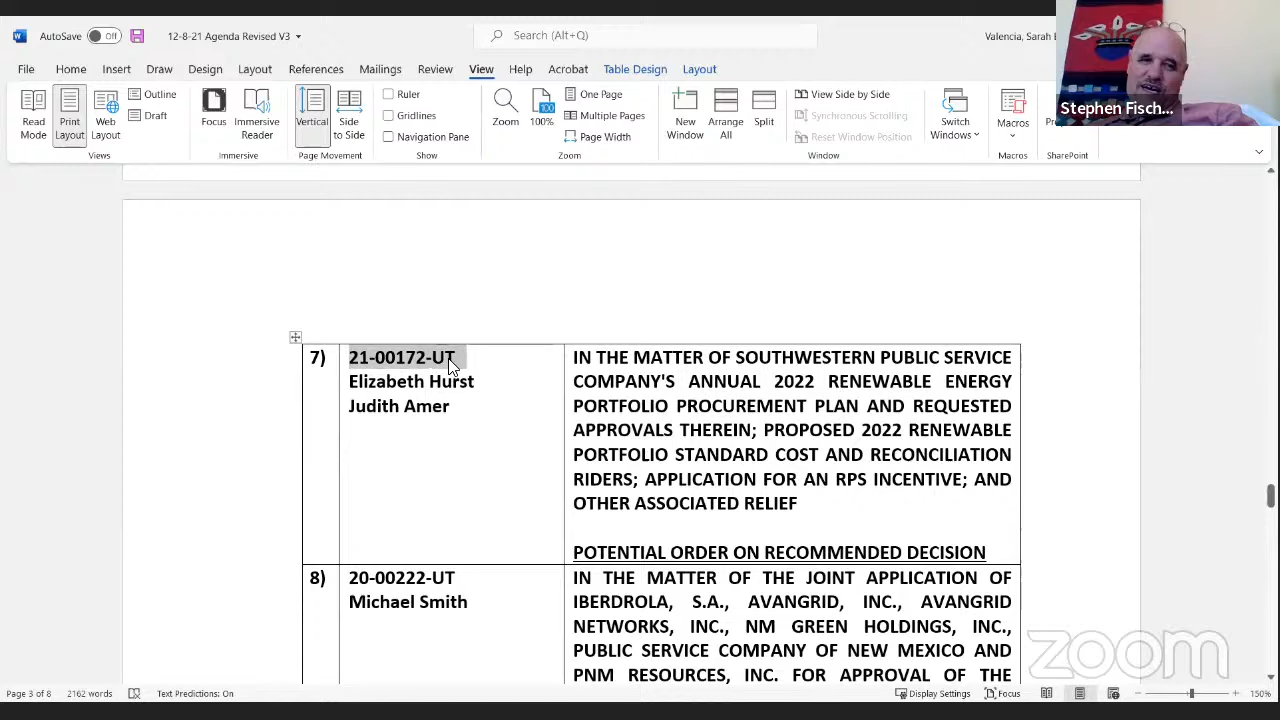 AutoSave Off 12-8-21 Agenda Revised V3 Search (Alt+Q) Valencia, Sarah
File Home Insert Draw Design Layout References Mailings Review View Help Acrobat Table Design Layout
Stephen Fisch...
Read Mode
Print Layout
Web Layout
Outline
Draft
Views
Focus
Immersive Reader
Immersive
Vertical
Side to Side
Page Movement
Ruler
Gridlines
Navigation Pane
Show
Zoom
100
100%
One Page
Multiple Pages
Page Width
Zoom
New Window
Arrange All
Split
View Side by Side
Synchronous Scrolling
Reset Window Position
Window
Switch Windows
Macros
Macros
SharePoint
7)
21-00172-UT
Elizabeth Hurst
Judith Amer
IN THE MATTER OF SOUTHWESTERN PUBLIC SERVICE
COMPANY'S ANNUAL 2022 RENEWABLE ENERGY
PORTFOLIO PROCUREMENT PLAN AND REQUESTED
APPROVALS THEREIN; PROPOSED 2022 RENEWABLE
PORTFOLIO STANDARD COST AND RECONCILIATION
RIDERS; APPLICATION FOR AN RPS INCENTIVE; AND
OTHER ASSOCIATED RELIEF
POTENTIAL ORDER ON RECOMMENDED DECISION
8)
20-00222-UT
Michael Smith
IN THE MATTER OF THE JOINT APPLICATION OF
IBERDROLA, S.A., AVANGRID, INC., AVANGRID
NETWORKS, INC., NM GREEN HOLDINGS, INC.,
PUBLIC SERVICE COMPANY OF NEW MEXICO AND
PNM RESOURCES, INC. FOR APPROVAL OF THE
zoom
Page 3 of 8 2162 words Text Predictions: On Display Settings Focus 150%